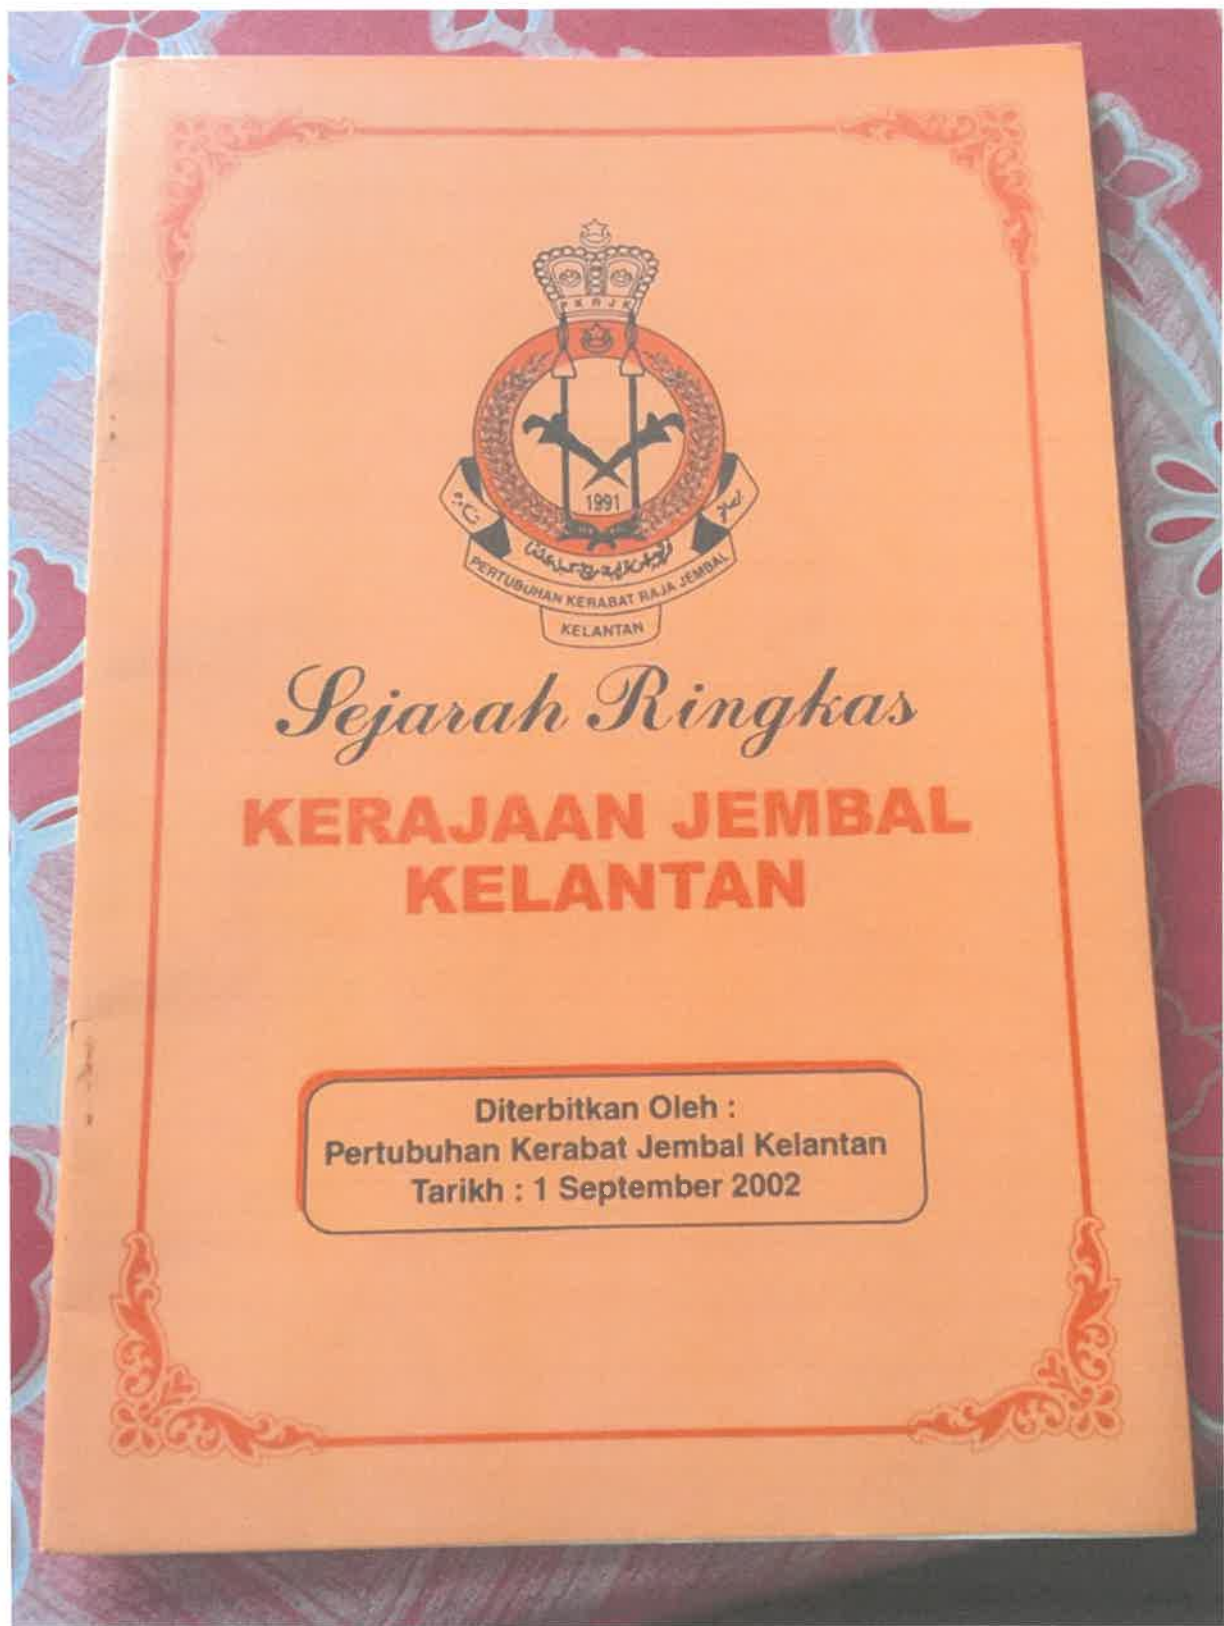 PKRJK
1991
PERTUBUHAN KERABAT RAJA JEMBAL
KELANTAN
Sejarah Ringkas
KERAJAAN JEMBAL
KELANTAN
Diterbitkan Oleh :
Pertubuhan Kerabat Jembal Kelantan
Tarikh : 1 September 2002